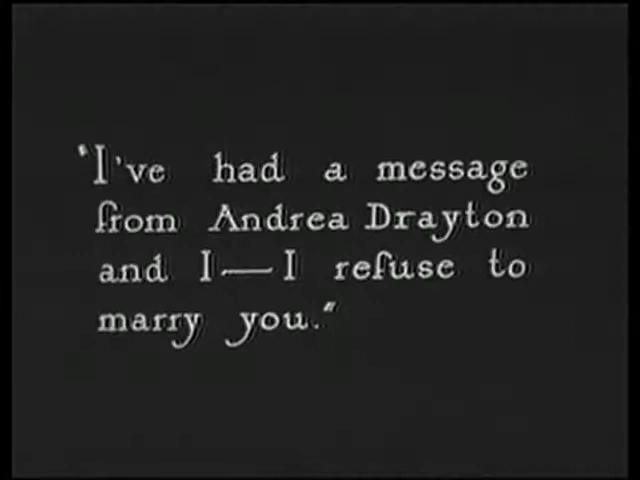 "I've had a message
from Andrea Drayton
and I—I refuse to
marry you."